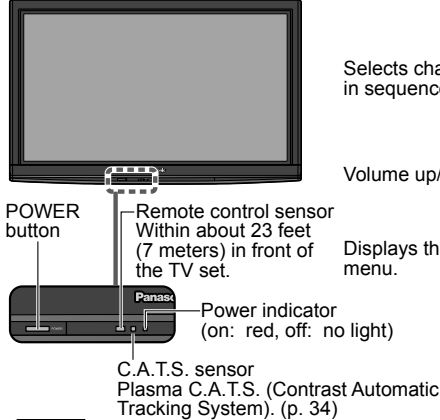 Selects cha
in sequence
Volume up/
POWER
button
Remote control sensor
Within about 23 feet
(7 meters) in front of
the TV set.
Displays th
menu.
Panaso
POWER
Power indicator
(on:  red, off:  no light)
C.A.T.S. sensor
Plasma C.A.T.S. (Contrast Automatic
Tracking System). (p. 34)